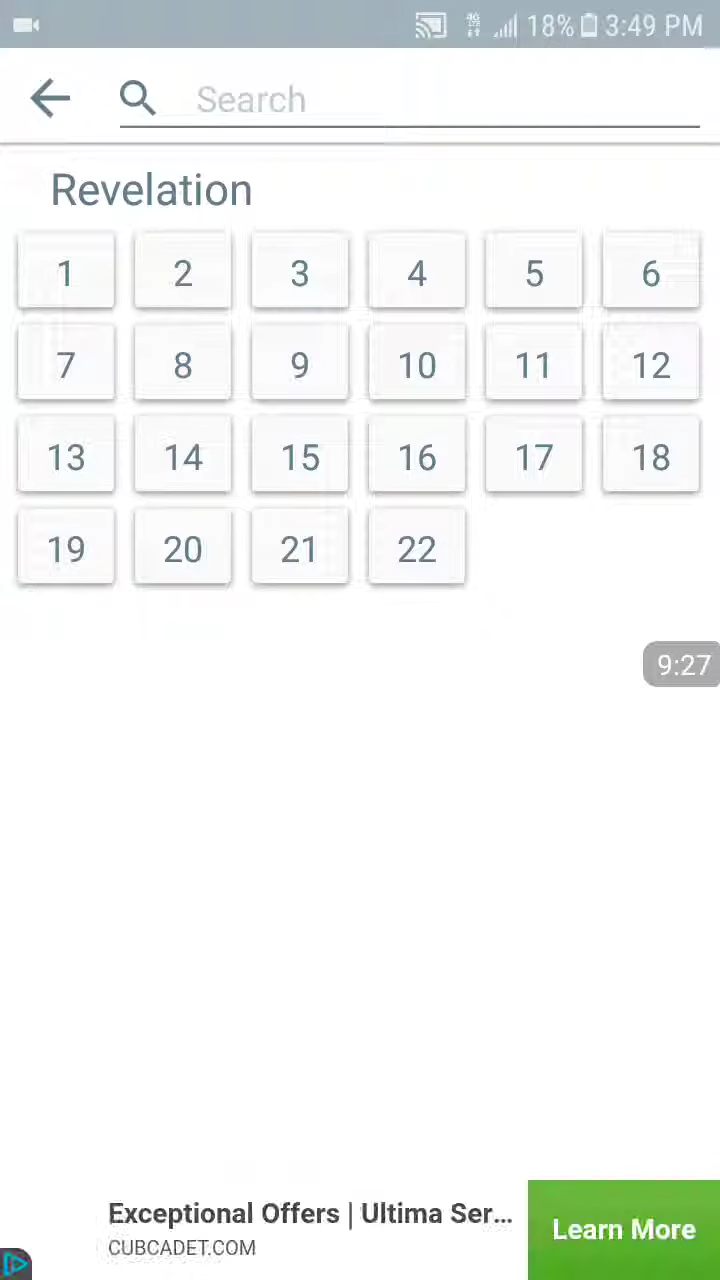 18% 3:49 PM
Search
Revelation
1 2 3 4 5 6
7 8 9 10 11 12
13 14 15 16 17 18
19 20 21 22
9:27
Exceptional Offers | Ultima Ser...
CUBCADET.COM
Learn More